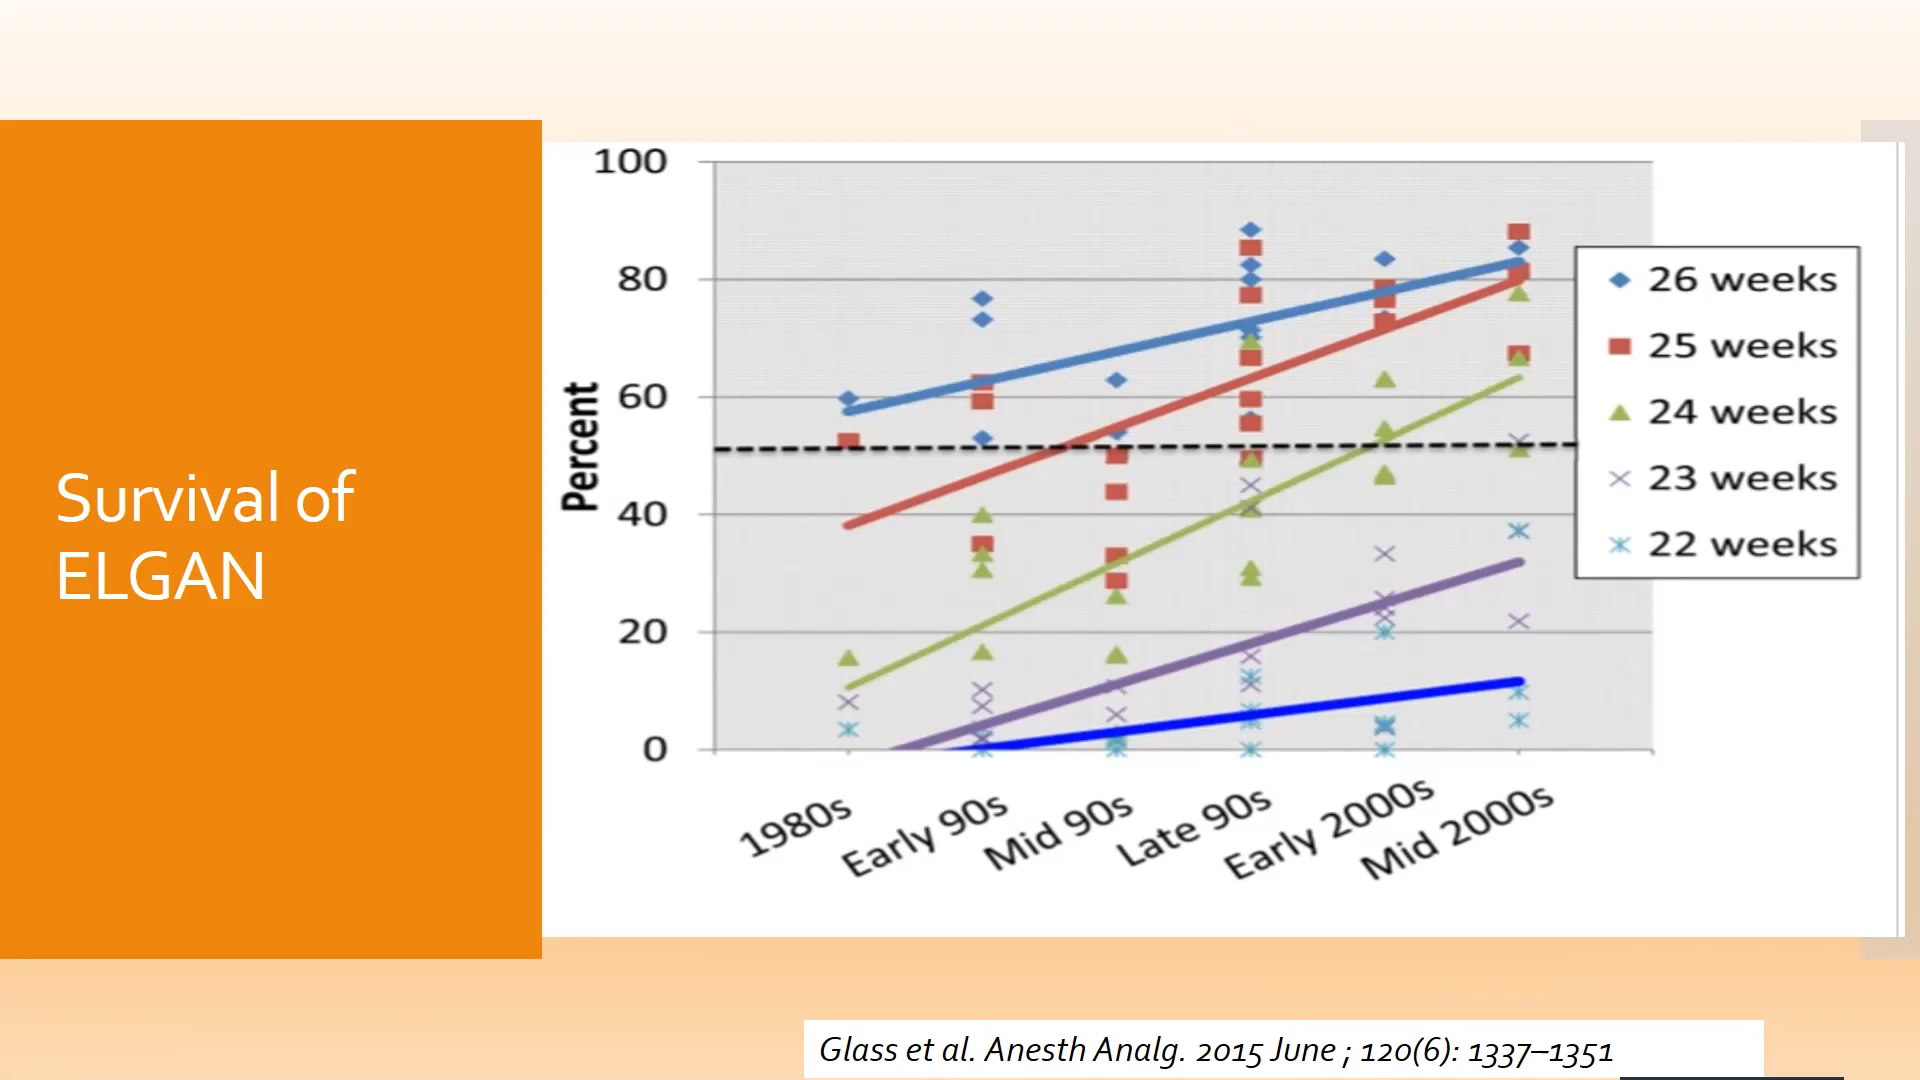 Survival of
ELGAN
Percent
100
80
60
40
20
0
1980s
Early 90s
Mid 90s
Late 90s
Early 2000s
Mid 2000s
26 weeks
25 weeks
24 weeks
23 weeks
22 weeks
Glass et al. Anesth Analg. 2015 June ; 120(6): 1337–1351